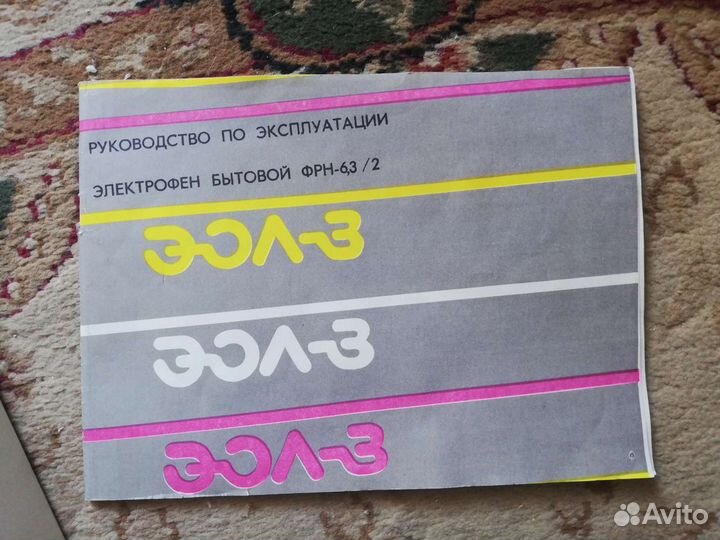 РУКОВОДСТВО ПО ЭКСПЛУАТАЦИИ
ЭЛЕКТРОФЕН БЫТОВОЙ ФРН-6,3/2
ЭОЛ-3
ЭОЛ-3
ЭОЛ-3
Avito